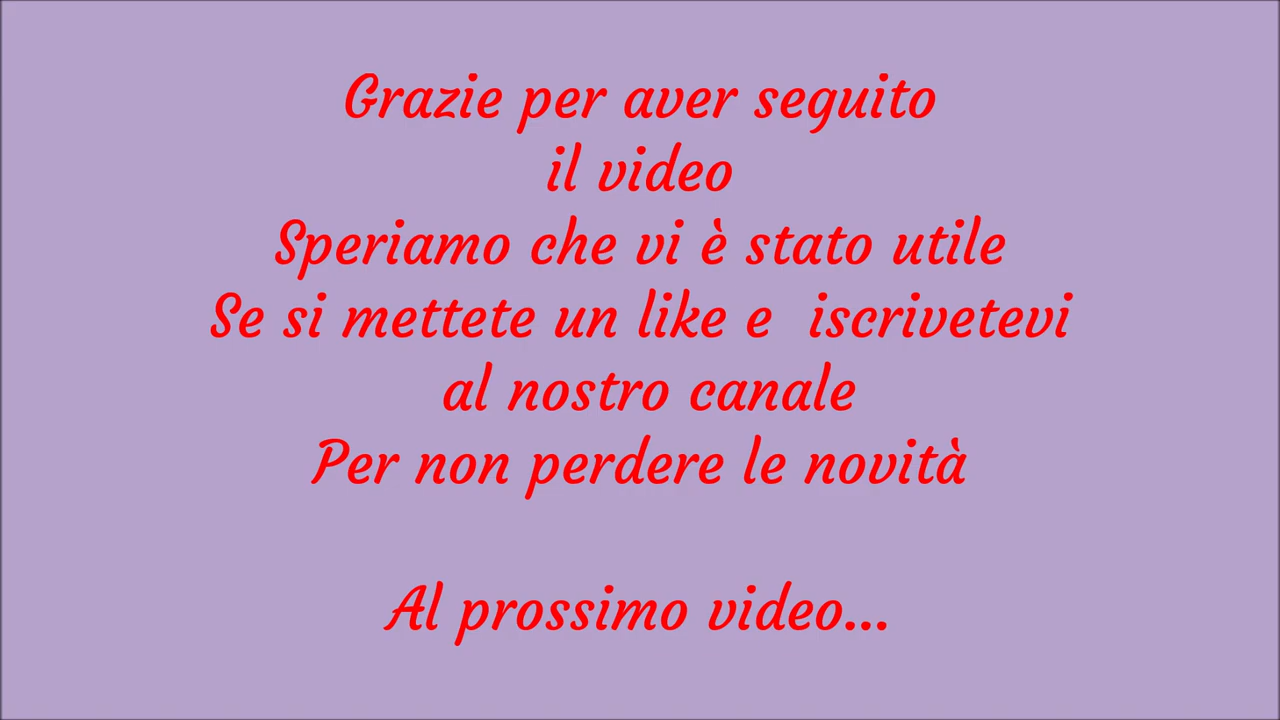 Grazie per aver seguito
il video
Speriamo che vi è stato utile
Se si mettete un like e  iscrivetevi
al nostro canale
Per non perdere le novità
Al prossimo video...